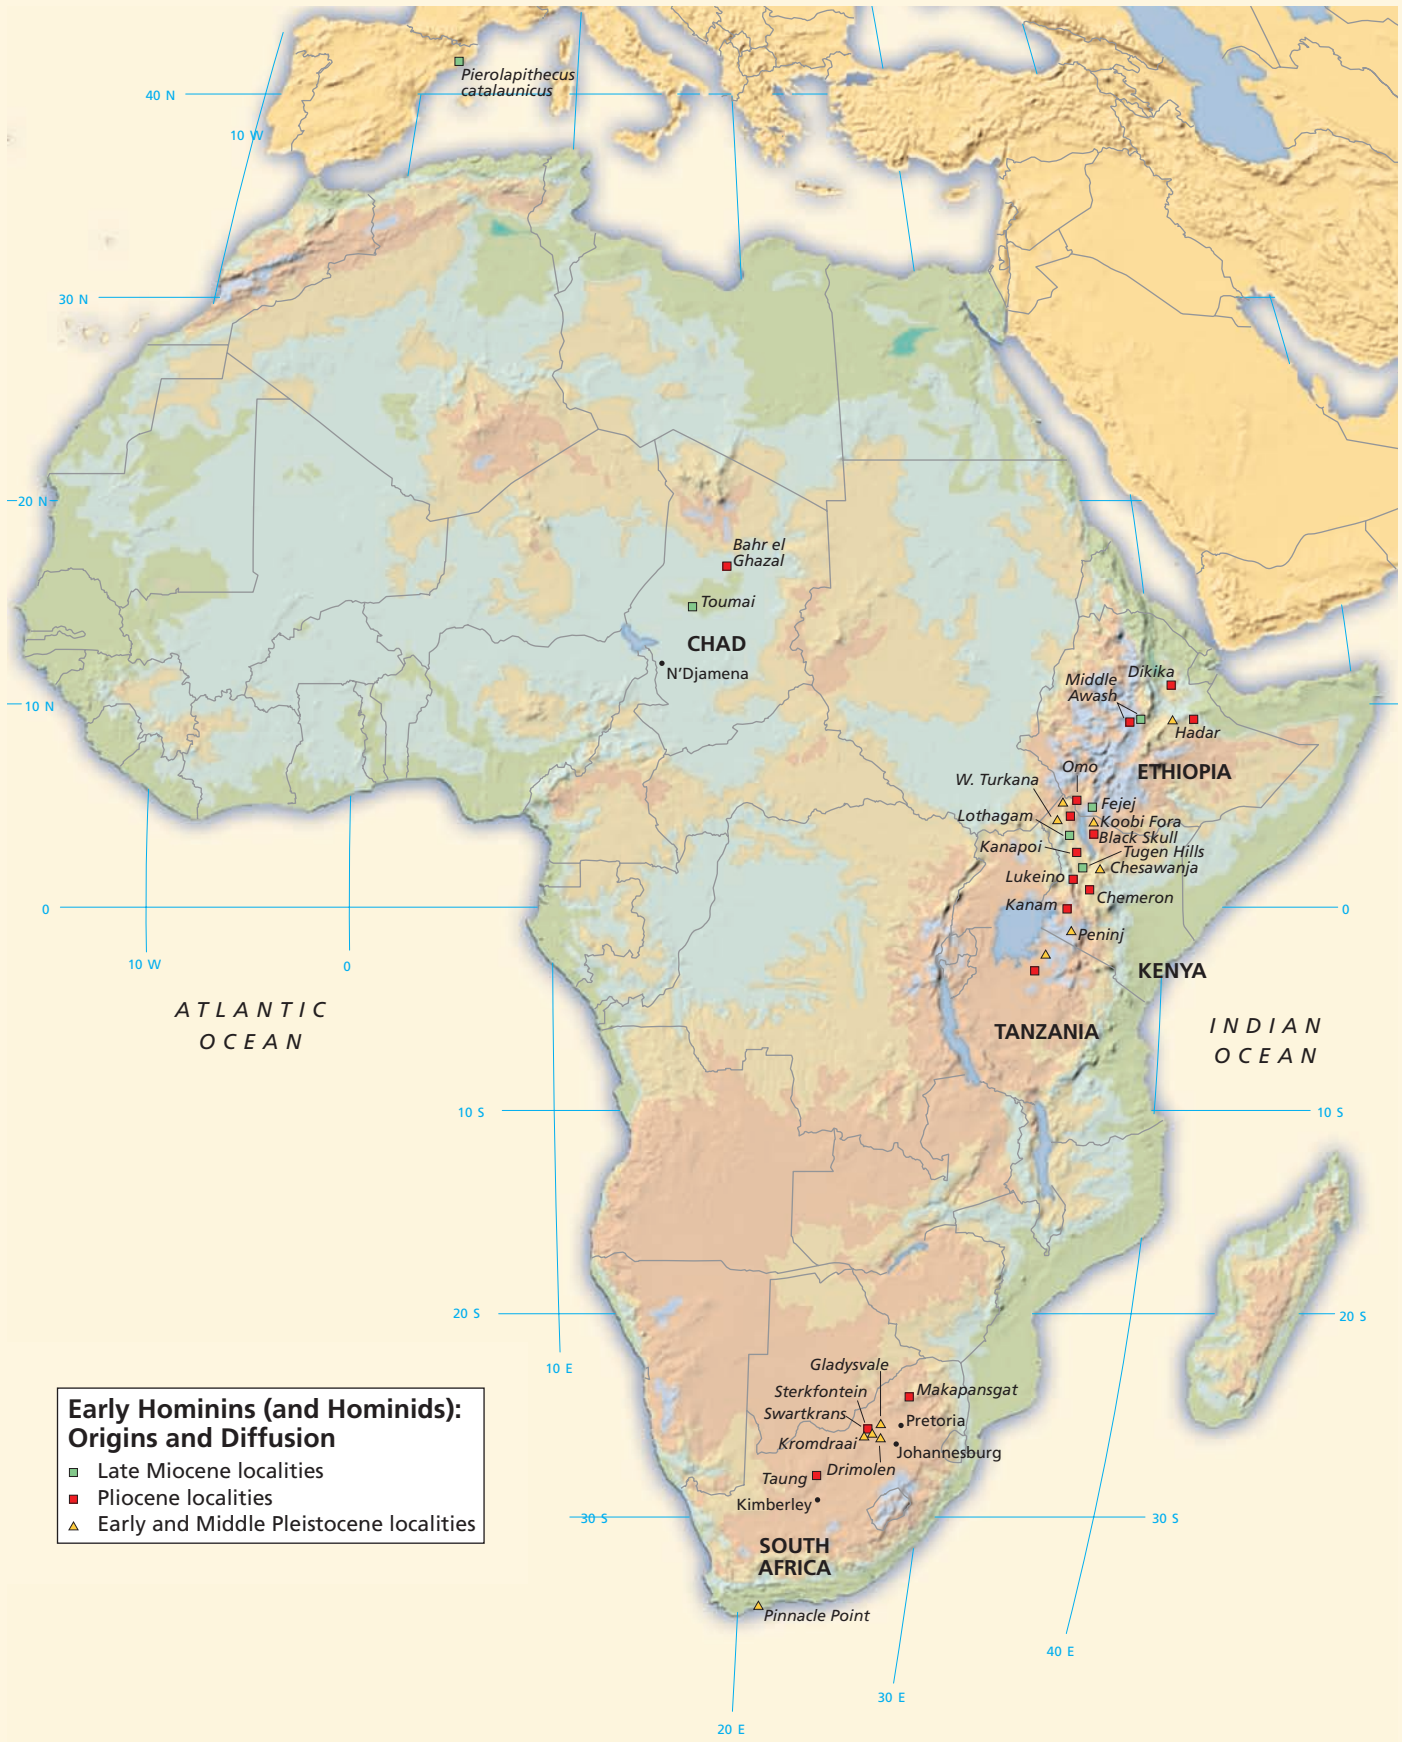 Pierolapithecus
catalaunicus
40 N
10 W
30 N
20 N
Bahr el
Ghazal
Toumai
CHAD
N'Djamena
Dikika
Middle
Awash
10 N
Hadar
Omo
ETHIOPIA
W. Turkana
Fejej
Lothagam
Koobi Fora
Black Skull
Kanapoi
Tugen Hills
Chesawanja
Lukeino
Chemeron
Kanam
0
0
Peninj
10 W
0
KENYA
ATLANTIC
OCEAN
TANZANIA
INDIAN
OCEAN
10 S
10 S
20 S
20 S
10 E
Gladysvale
Sterkfontein
Makapansgat
Swartkrans
Pretoria
Kromdraai
Johannesburg
Drimolen
Taung
Kimberley
30 S
30 S
SOUTH
AFRICA
Pinnacle Point
40 E
30 E
20 E
Early Hominins (and Hominids):
Origins and Diffusion
Late Miocene localities
Pliocene localities
Early and Middle Pleistocene localities